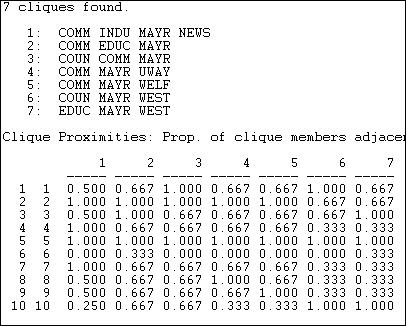 7 cliques found.
1: COMM INDU MAYR NEWS
2: COMM EDUC MAYR
3: COUN COMM MAYR
4: COMM MAYR UWAY
5: COMM MAYR WELF
6: COUN MAYR WEST
7: EDUC MAYR WEST
Clique Proximities: Prop. of clique members adjacen
1 2 3 4 5 6 7
----- ----- ----- ----- ----- ----- -----
1 1 0.500 0.667 1.000 0.667 0.667 1.000 0.667
2 2 1.000 1.000 1.000 1.000 1.000 0.667 0.667
3 3 0.500 1.000 0.667 0.667 0.667 0.667 1.000
4 4 1.000 0.667 0.667 0.667 0.667 0.333 0.333
5 5 1.000 1.000 1.000 1.000 1.000 1.000 1.000
6 6 0.000 0.333 0.000 0.000 0.000 0.000 0.333
7 7 1.000 0.667 0.667 0.667 0.667 0.333 0.333
8 8 0.500 1.000 0.667 0.667 0.667 0.333 0.333
9 9 0.500 0.667 0.667 0.667 1.000 0.333 0.333
10 10 0.250 0.667 0.667 0.333 0.333 1.000 1.000